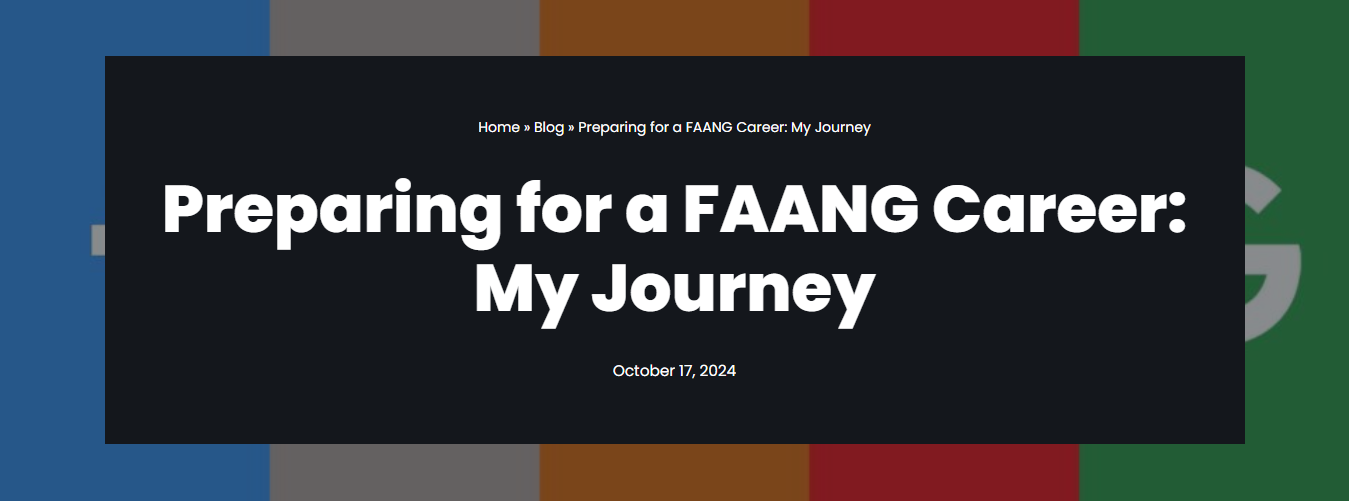 Home » Blog » Preparing for a FAANG Career: My Journey
Preparing for a FAANG Career:
My Journey
October 17, 2024
G